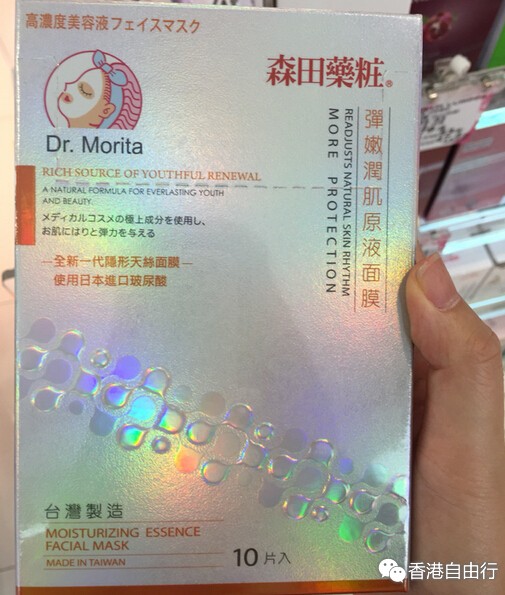 高濃度美容液フェイスマスク
森田藥粧®
Dr. Morita
彈嫩潤肌原液面膜
READJUSTS NATURAL SKIN RHYTHM
MORE PROTECTION
RICH SOURCE OF YOUTHFUL RENEWAL
A NATURAL FORMULA FOR EVERLASTING YOUTH
AND BEAUTY.
メディカルコスメの極上成分を使用し、
お肌にはりと弾力を与える
—全新一代隱形天絲面膜—
使用日本進口玻尿酸
台灣製造
MOISTURIZING ESSENCE
FACIAL MASK
MADE IN TAIWAN
10片入
香港自由行